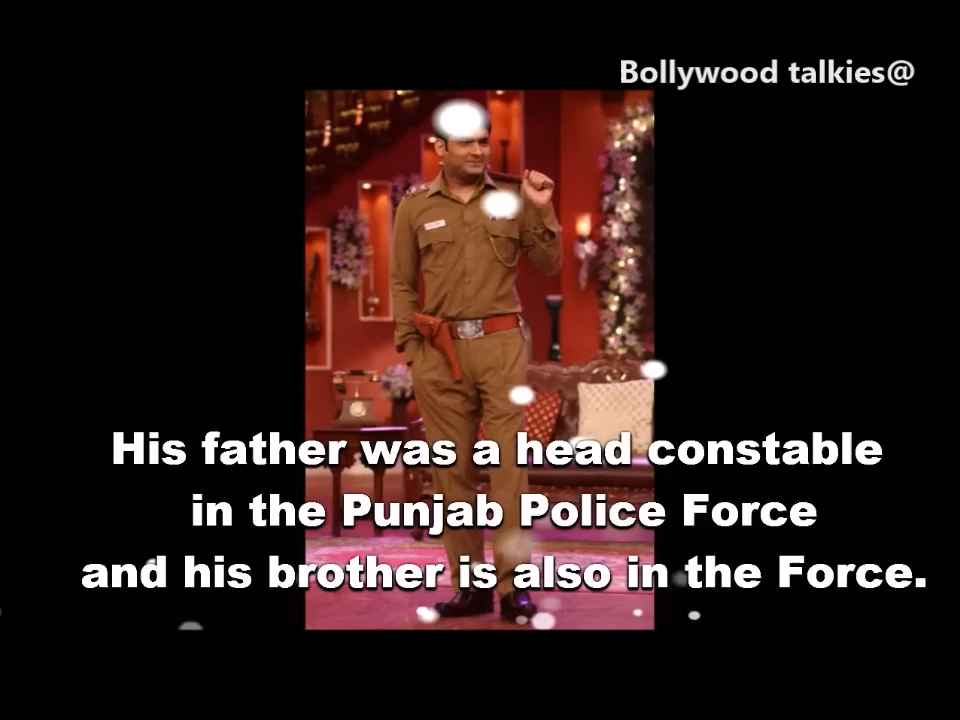 Bollywood talkies@
His father was a head constable
in the Punjab Police Force
and his brother is also in the Force.